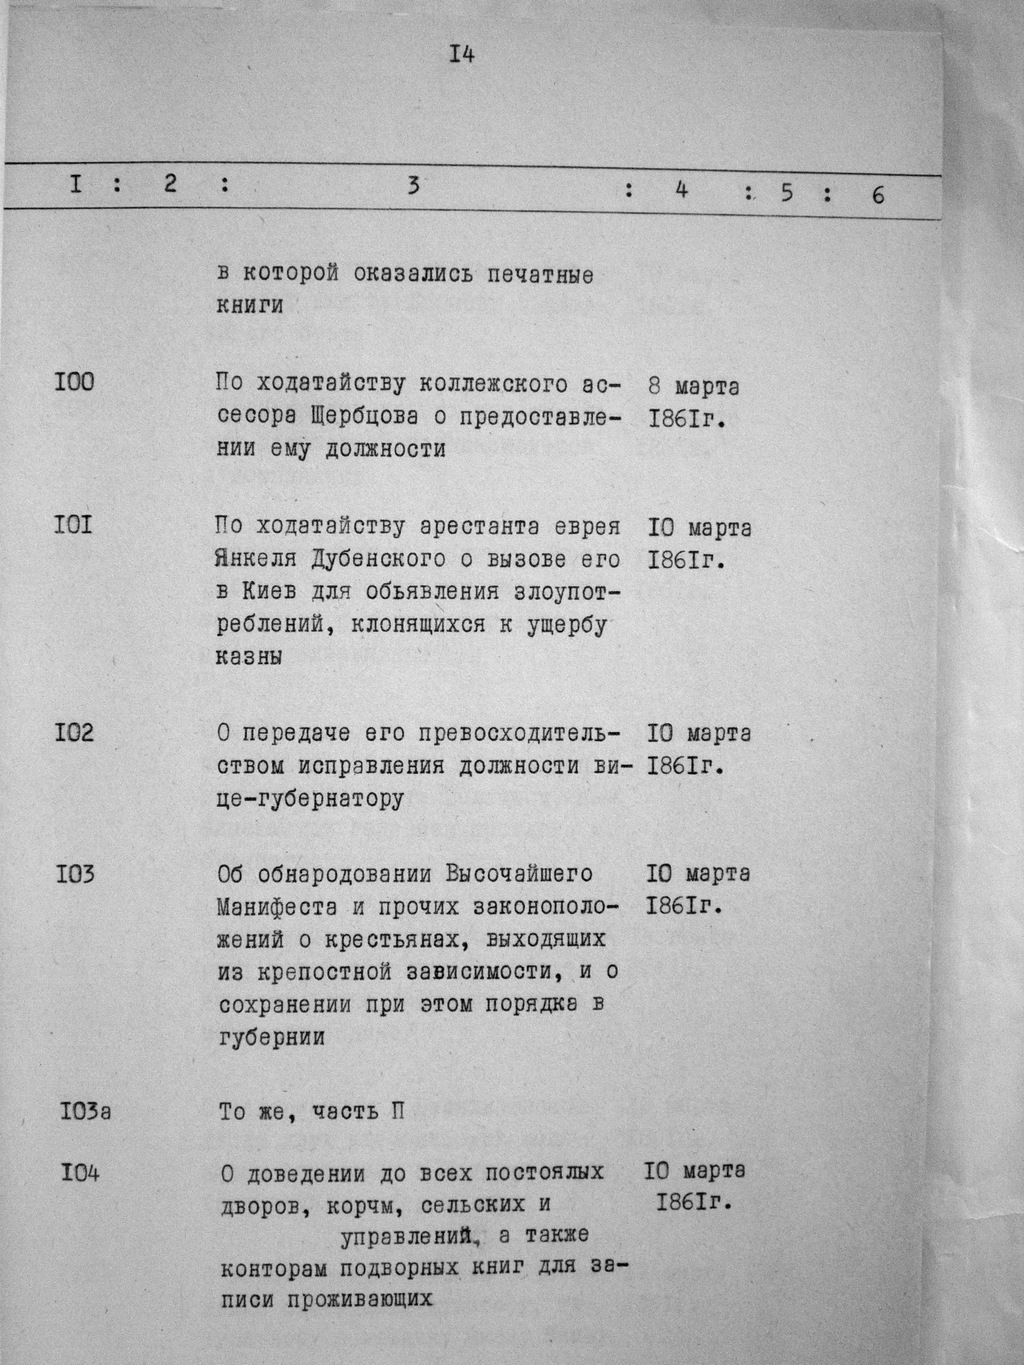 I4
I : 2 : 3 : 4 : 5 : 6
в которой оказались печатные
книги
I00 По ходатайству коллежского ас- 8 марта
сесора Щербцова о предоставле- I86Iг.
нии ему должности
I0I По ходатайству арестанта еврея I0 марта
Янкеля Дубенского о вызове его I86Iг.
в Киев для обьявления злоупот-
реблений, клонящихся к ущербу
казны
I02 О передаче его превосходитель- I0 марта
ством исправления должности ви- I86Iг.
це-губернатору
I03 Об обнародовании Высочайшего I0 марта
Манифеста и прочих законополо- I86Iг.
жений о крестьянах, выходящих
из крепостной зависимости, и о
сохранении при этом порядка в
губернии
I03а То же, часть П
I04 О доведении до всех постоялых I0 марта
дворов, корчм, сельских и I86Iг.
управлений, а также
конторам подворных книг для за-
писи проживающих